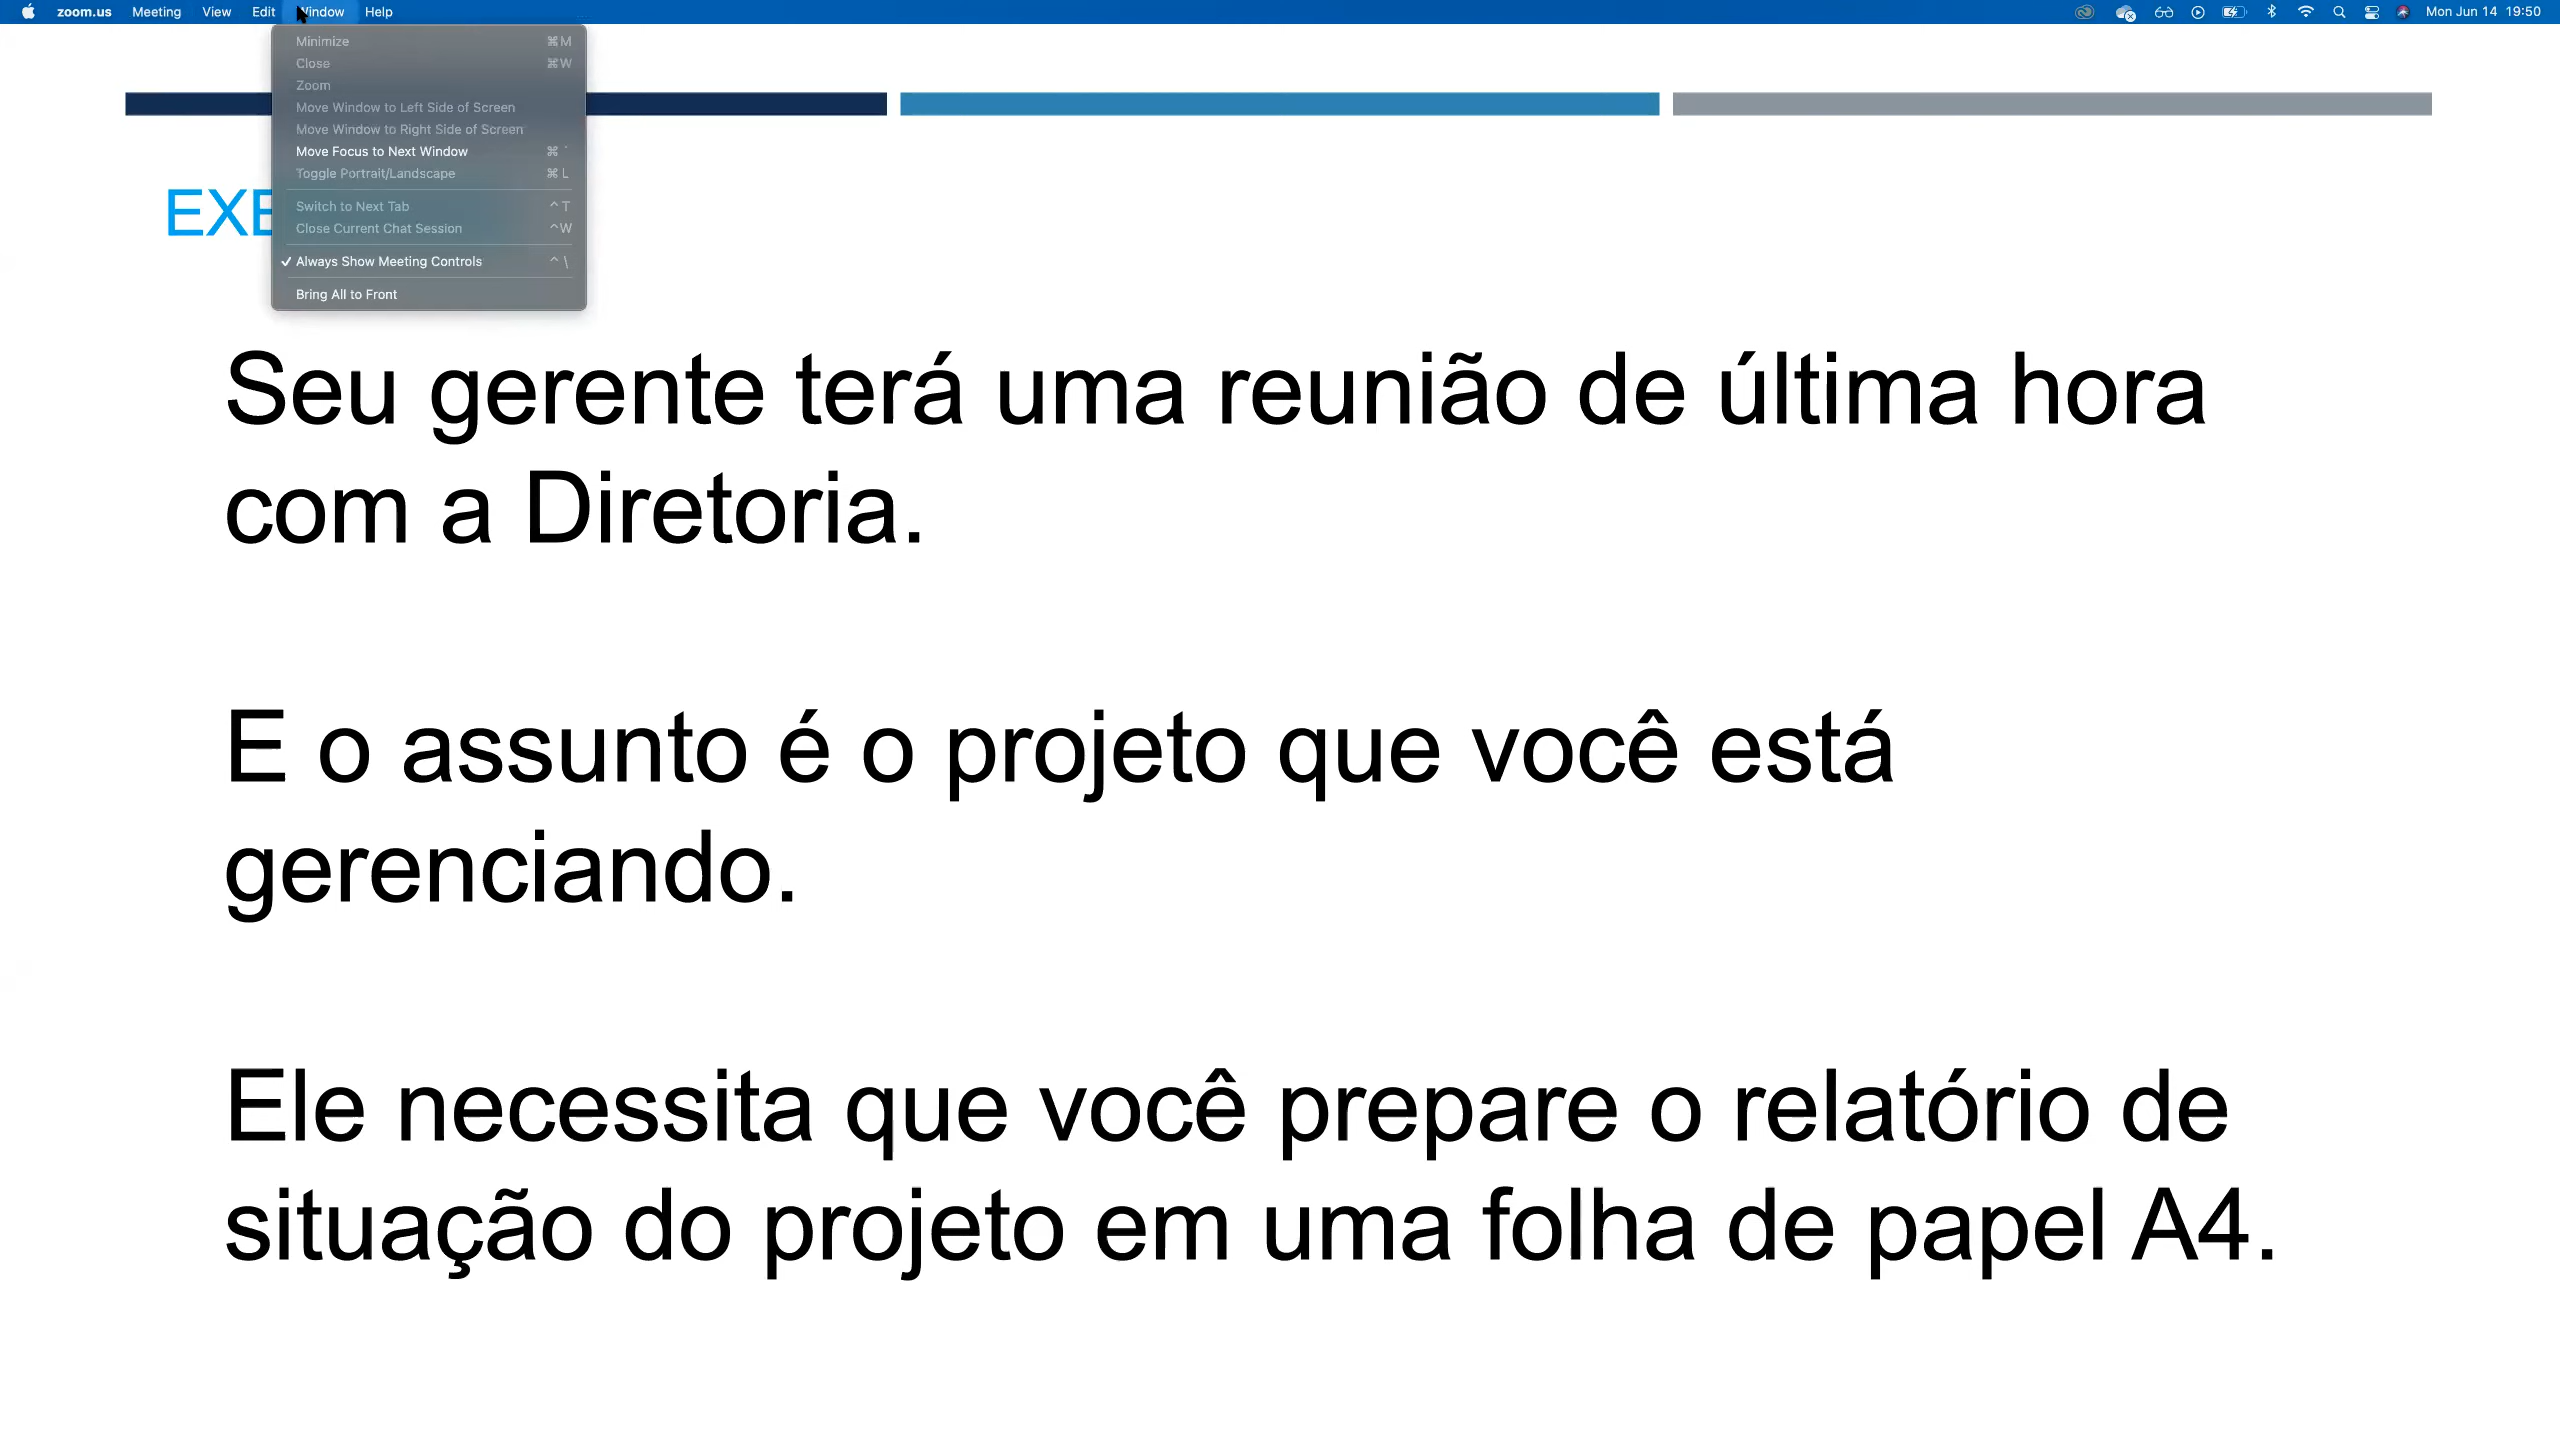 zoom.us Meeting View Edit Window Help Mon Jun 14 19:50
Minimize ⌘M
Close ⌘W
Zoom
Move Window to Left Side of Screen
Move Window to Right Side of Screen
Move Focus to Next Window ⌘`
Toggle Portrait/Landscape ⌘L
Switch to Next Tab ^T
Close Current Chat Session ^W
✓ Always Show Meeting Controls ^\
Bring All to Front
Seu gerente terá uma reunião de última hora
com a Diretoria.
E o assunto é o projeto que você está
gerenciando.
Ele necessita que você prepare o relatório de
situação do projeto em uma folha de papel A4.